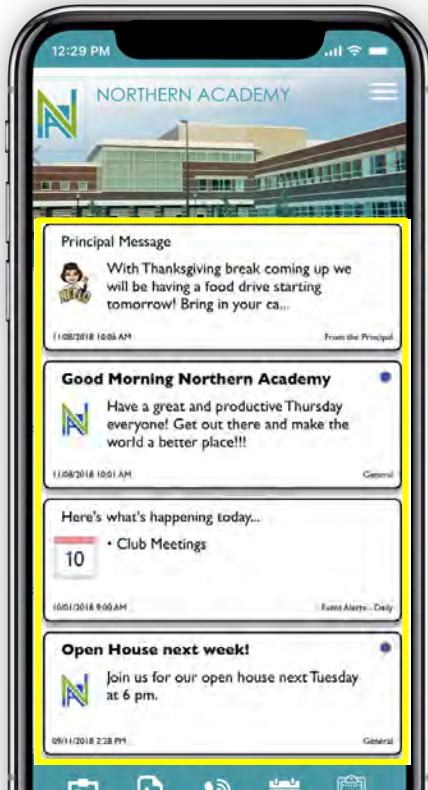 12:29 PM
NORTHERN ACADEMY
Principal Message
With Thanksgiving break coming up we
will be having a food drive starting
tomorrow! Bring in your ca...
HELLO
11/08/2018 10:06 AM From the Principal
Good Morning Northern Academy
Have a great and productive Thursday
everyone! Get out there and make the
world a better place!!!
11/08/2018 10:01 AM General
Here's what's happening today...
• Club Meetings
10
10/01/2018 9:00 AM Event Alerts - Daily
Open House next week!
Join us for our open house next Tuesday
at 6 pm.
09/11/2018 2:28 PM General